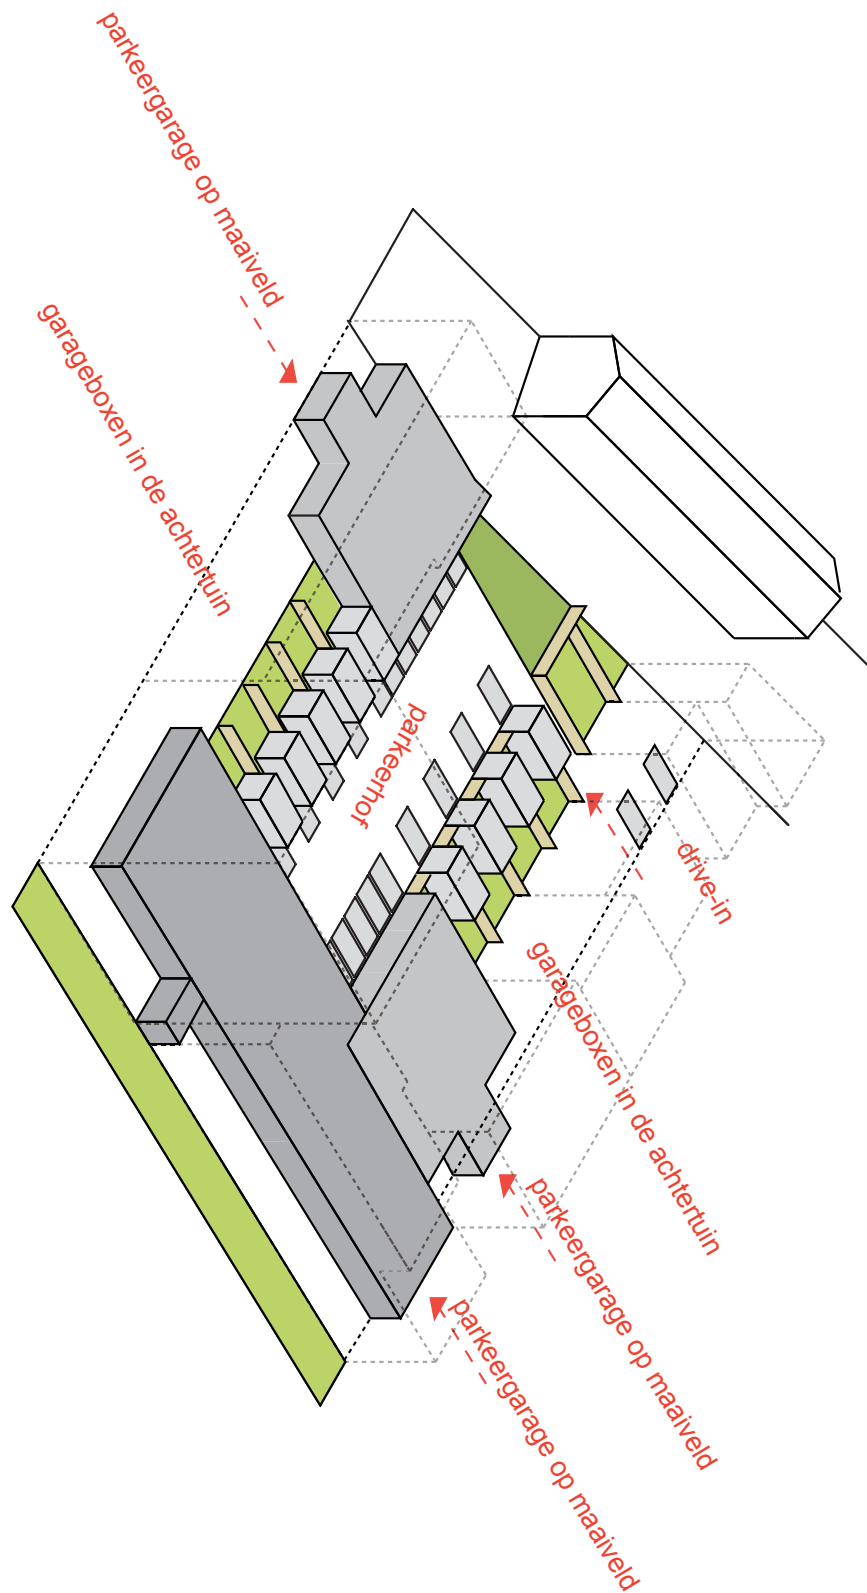 parkeergarage op maaiveld
garageboxen in de achtertuin
parkeerhof
drive-in
garageboxen in de achtertuin
parkeergarage op maaiveld
parkeergarage op maaiveld